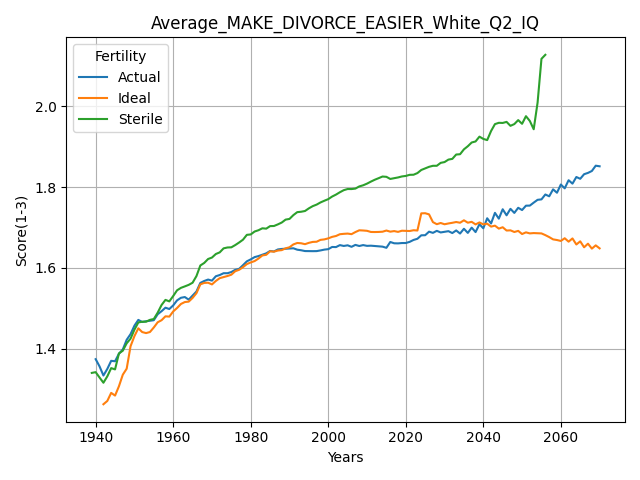 Average_MAKE_DIVORCE_EASIER_White_Q2_IQ
Fertility
Actual
Ideal
Sterile
Score(1-3)
2.0
1.8
1.6
1.4
1940
1960
1980
2000
2020
2040
2060
Years